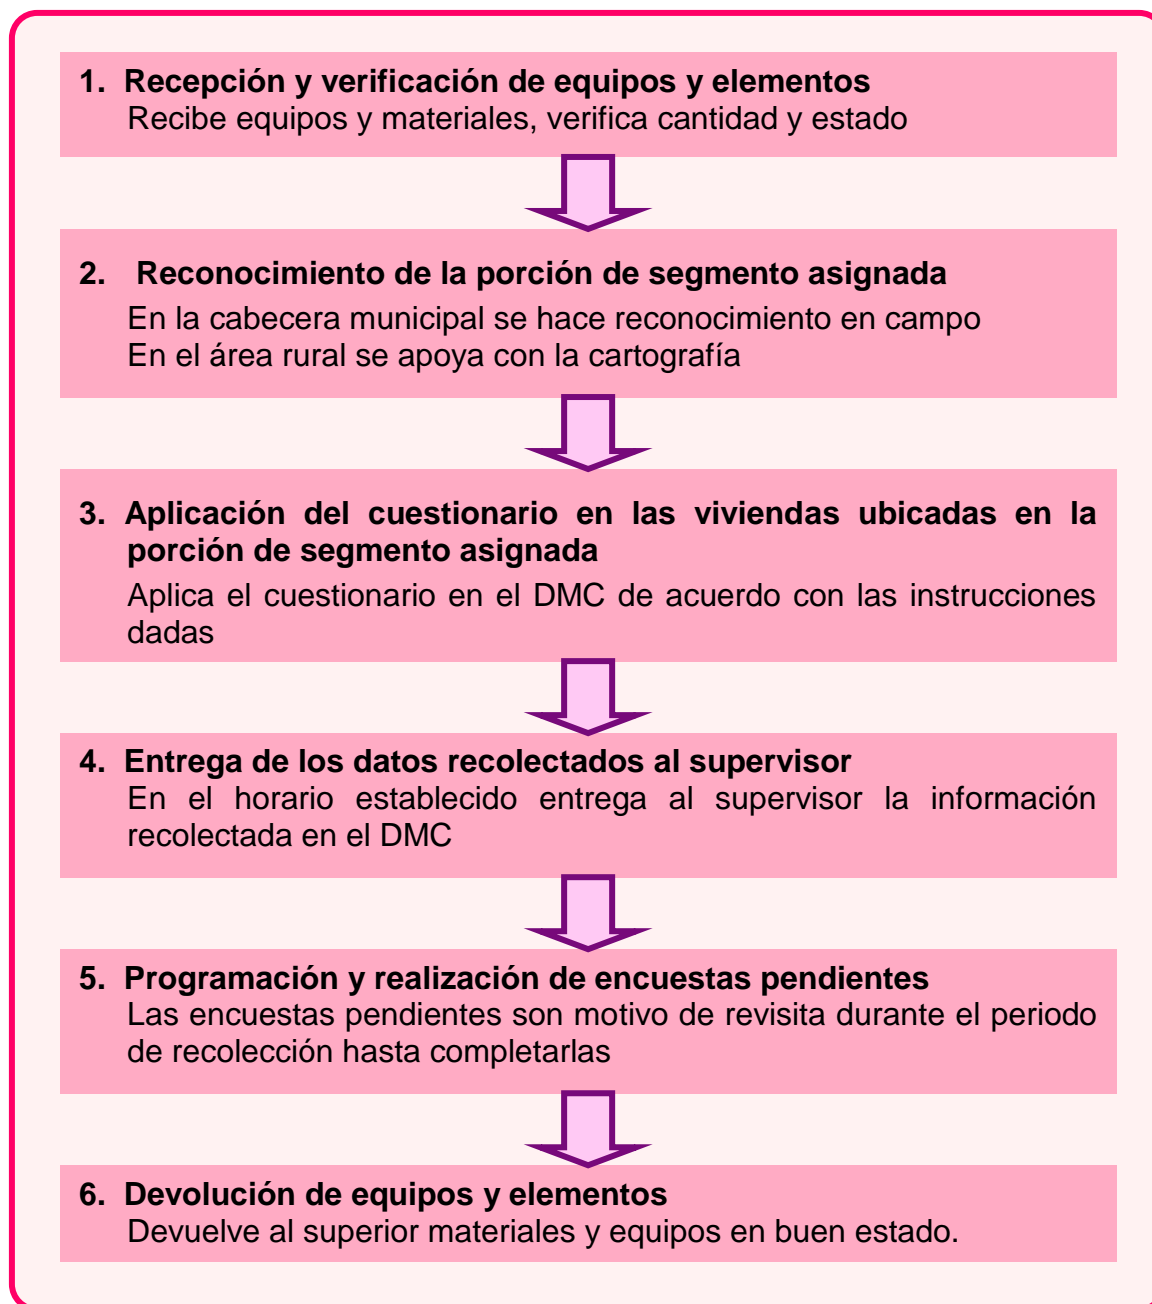 1. Recepción y verificación de equipos y elementos
Recibe equipos y materiales, verifica cantidad y estado
2. Reconocimiento de la porción de segmento asignada
En la cabecera municipal se hace reconocimiento en campo
En el área rural se apoya con la cartografía
3. Aplicación del cuestionario en las viviendas ubicadas en la
porción de segmento asignada
Aplica el cuestionario en el DMC de acuerdo con las instrucciones
dadas
4. Entrega de los datos recolectados al supervisor
En el horario establecido entrega al supervisor la información
recolectada en el DMC
5. Programación y realización de encuestas pendientes
Las encuestas pendientes son motivo de revisita durante el periodo
de recolección hasta completarlas
6. Devolución de equipos y elementos
Devuelve al superior materiales y equipos en buen estado.